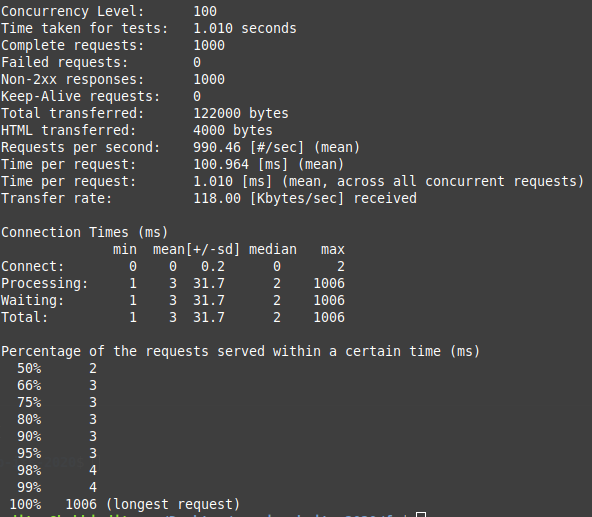 Concurrency Level:      100
Time taken for tests:   1.010 seconds
Complete requests:      1000
Failed requests:        0
Non-2xx responses:      1000
Keep-Alive requests:    0
Total transferred:      122000 bytes
HTML transferred:       4000 bytes
Requests per second:    990.46 [#/sec] (mean)
Time per request:       100.964 [ms] (mean)
Time per request:       1.010 [ms] (mean, across all concurrent requests)
Transfer rate:          118.00 [Kbytes/sec] received

Connection Times (ms)
              min  mean[+/-sd] median   max
Connect:        0    0   0.2      0       2
Processing:     1    3  31.7      2    1006
Waiting:        1    3  31.7      2    1006
Total:          1    3  31.7      2    1006

Percentage of the requests served within a certain time (ms)
  50%      2
  66%      3
  75%      3
  80%      3
  90%      3
  95%      3
  98%      4
  99%      4
 100%   1006 (longest request)